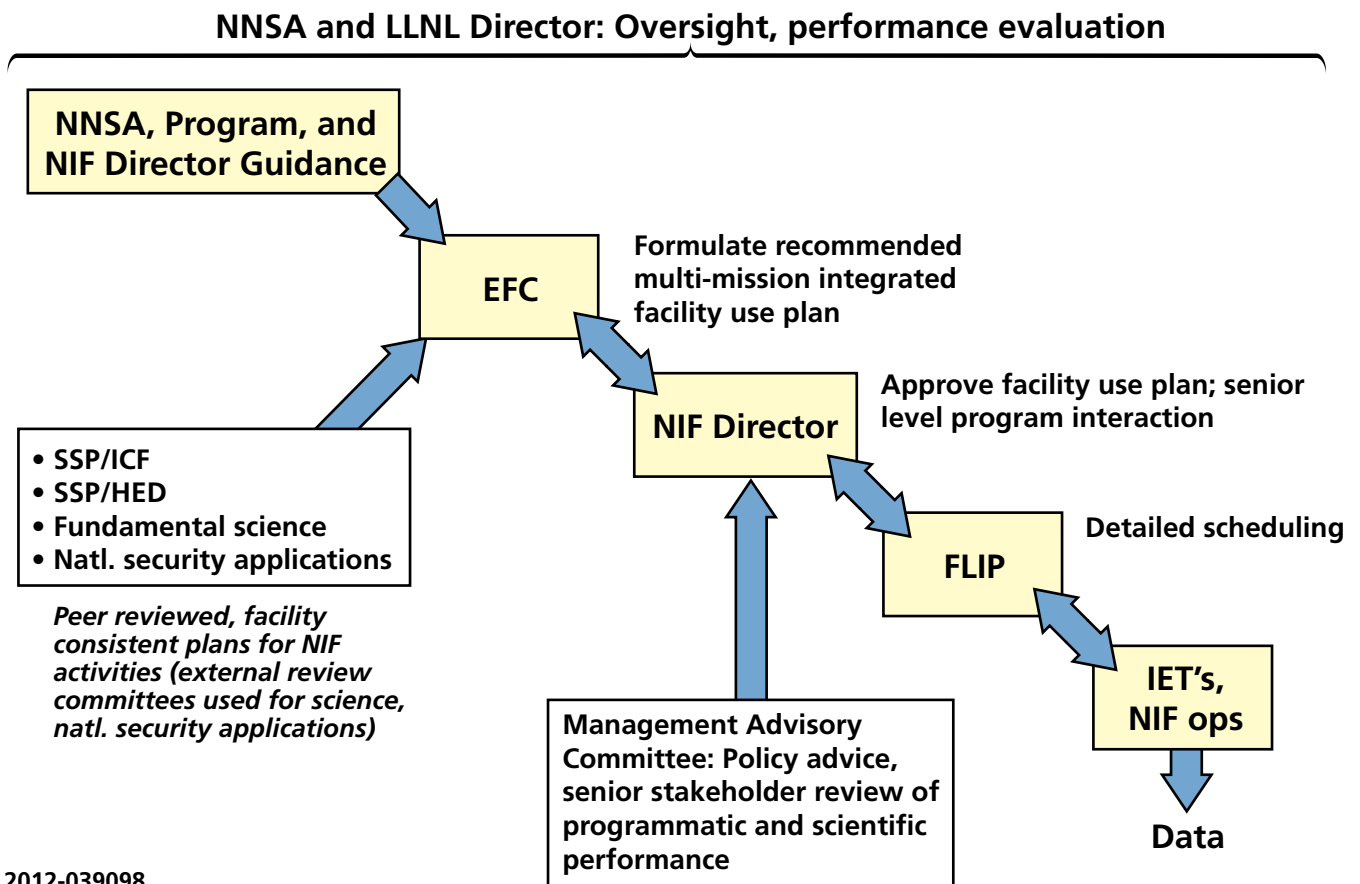 NNSA and LLNL Director: Oversight, performance evaluation
NNSA, Program, and
NIF Director Guidance
EFC
Formulate recommended
multi-mission integrated
facility use plan
NIF Director
Approve facility use plan; senior
level program interaction
• SSP/ICF
• SSP/HED
• Fundamental science
• Natl. security applications
Peer reviewed, facility
consistent plans for NIF
activities (external review
committees used for science,
natl. security applications)
FLIP
Detailed scheduling
IET's,
NIF ops
Management Advisory
Committee: Policy advice,
senior stakeholder review of
programmatic and scientific
performance
Data
2012-039098